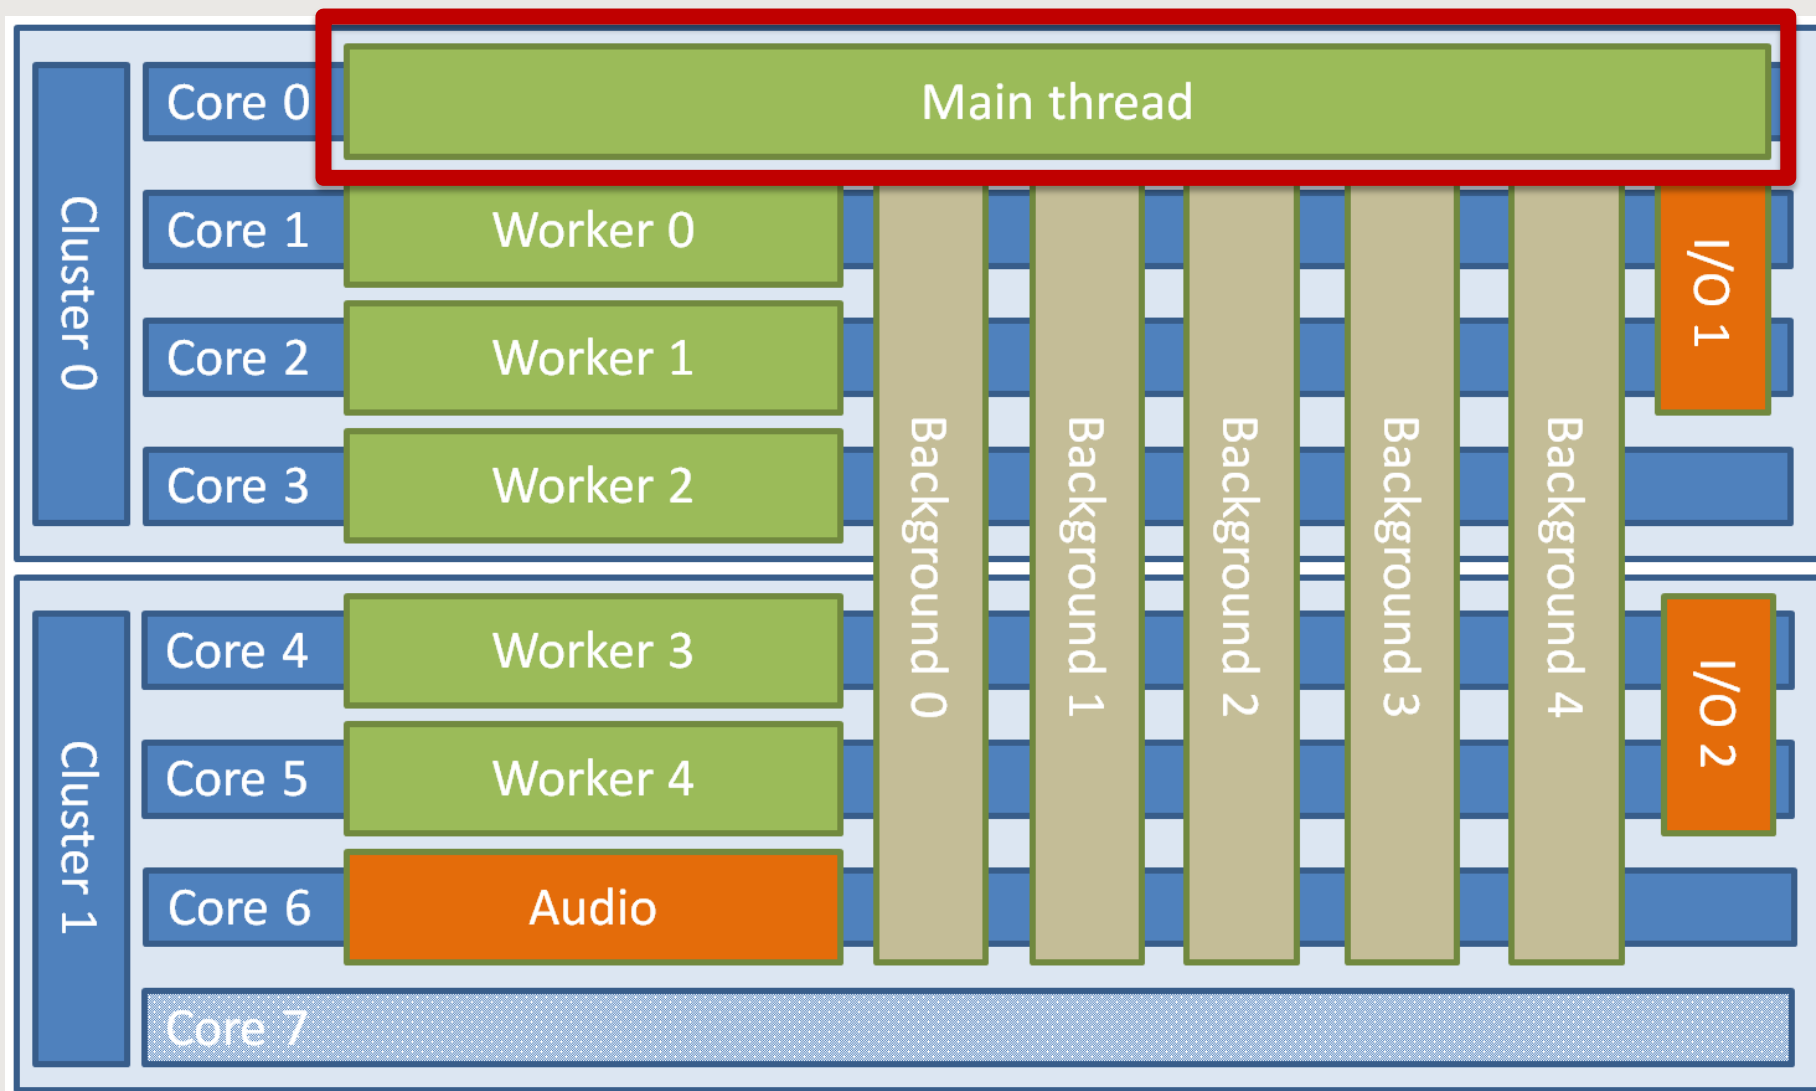 Cluster 0
Core 0
Main thread
Core 1
Worker 0
Core 2
Worker 1
Core 3
Worker 2
Background 0
Background 1
Background 2
Background 3
Background 4
I/O 1
Cluster 1
Core 4
Worker 3
Core 5
Worker 4
Core 6
Audio
Core 7
I/O 2